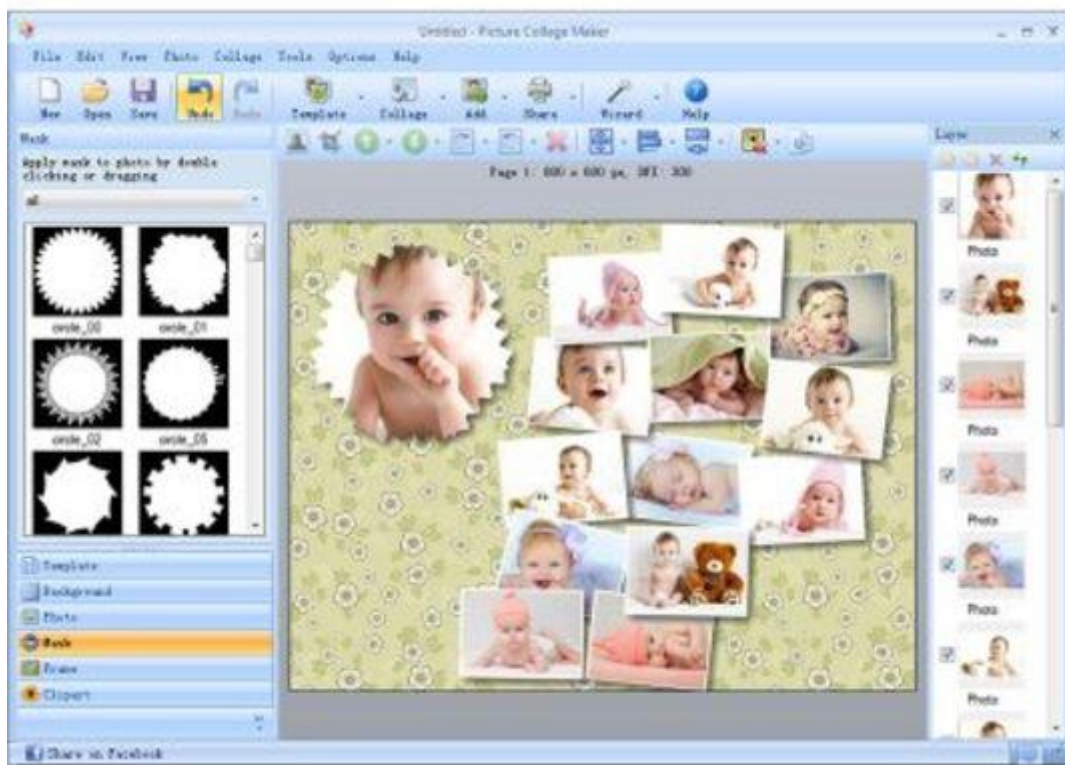 Untitled - Picture Collage Maker
File Edit View Photo Collage Tools Options Help
New Open Save Undo Redo Template Collage Add Share Wizard Help
Mask
Apply mask to photo by double
clicking or dragging
all
circle_00 circle_01
circle_02 circle_05
Template
Background
Photo
Mask
Frame
Clipart
Share on Facebook
Page 1: 800 x 600 px, DPI: 300
Layer
Photo
Photo
Photo
Photo
Photo
Photo